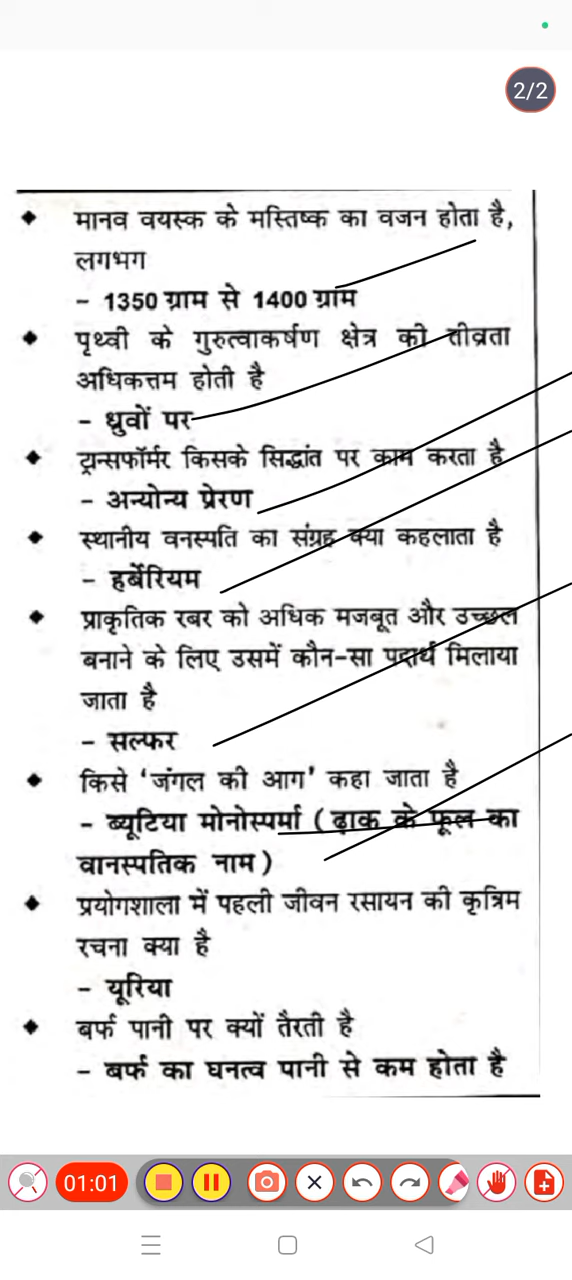 2/2
◆ मानव वयस्क के मस्तिष्क का वजन होता है,
लगभग
- 1350 ग्राम से 1400 ग्राम
◆ पृथ्वी के गुरुत्वाकर्षण क्षेत्र की तीव्रता
अधिकत्तम होती है
- ध्रुवों पर
◆ ट्रान्सफॉर्मर किसके सिद्धांत पर काम करता है
- अन्योन्य प्रेरण
◆ स्थानीय वनस्पति का संग्रह क्या कहलाता है
- हर्बेरियम
◆ प्राकृतिक रबर को अधिक मजबूत और उच्छल
बनाने के लिए उसमें कौन-सा पदार्थ मिलाया
जाता है
- सल्फर
◆ किसे 'जंगल की आग' कहा जाता है
- ब्यूटिया मोनोस्पर्मा (ढ़ाक के फूल का
वानस्पतिक नाम)
◆ प्रयोगशाला में पहली जीवन रसायन की कृत्रिम
रचना क्या है
- यूरिया
◆ बर्फ पानी पर क्यों तैरती है
- बर्फ का घनत्व पानी से कम होता है
01:01